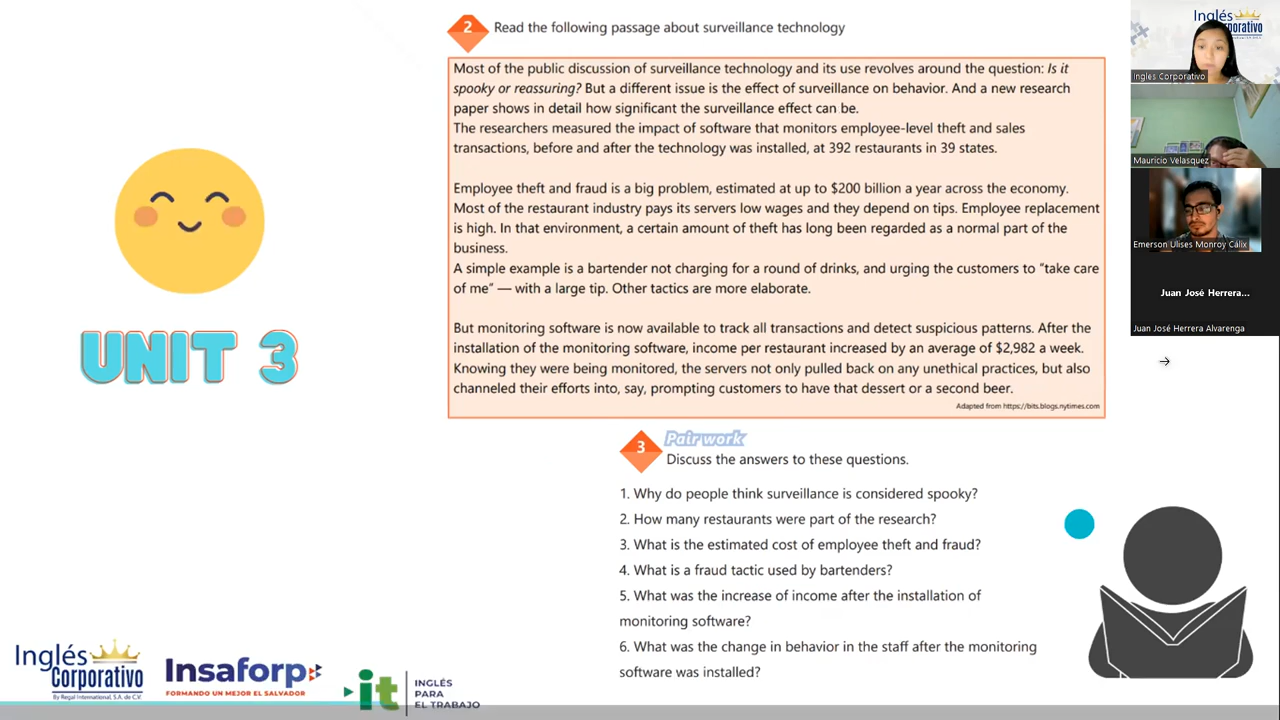 2 Read the following passage about surveillance technology
Most of the public discussion of surveillance technology and its use revolves around the question: Is it
spooky or reassuring? But a different issue is the effect of surveillance on behavior. And a new research
paper shows in detail how significant the surveillance effect can be.
The researchers measured the impact of software that monitors employee-level theft and sales
transactions, before and after the technology was installed, at 392 restaurants in 39 states.
Employee theft and fraud is a big problem, estimated at up to $200 billion a year across the economy.
Most of the restaurant industry pays its servers low wages and they depend on tips. Employee replacement
is high. In that environment, a certain amount of theft has long been regarded as a normal part of the
business.
A simple example is a bartender not charging for a round of drinks, and urging the customers to “take care
of me” — with a large tip. Other tactics are more elaborate.
But monitoring software is now available to track all transactions and detect suspicious patterns. After the
installation of the monitoring software, income per restaurant increased by an average of $2,982 a week.
Knowing they were being monitored, the servers not only pulled back on any unethical practices, but also
channeled their efforts into, say, prompting customers to have that dessert or a second beer.
Adapted from https://bits.blogs.nytimes.com
UNIT 3
3 Pair work
Discuss the answers to these questions.
1. Why do people think surveillance is considered spooky?
2. How many restaurants were part of the research?
3. What is the estimated cost of employee theft and fraud?
4. What is a fraud tactic used by bartenders?
5. What was the increase of income after the installation of
monitoring software?
6. What was the change in behavior in the staff after the monitoring
software was installed?
Inglés
Corporativo
By Regal International, S.A. de C.V.
Insaforp
FORMANDO UN MEJOR EL SALVADOR
it
INGLÉS
PARA
EL TRABAJO
Inglés
Corporativo
Ingles Corporativo
Mauricio Velasquez
Emerson Ulises Monroy Cálix
Juan José Herrera...
Juan José Herrera Alvarenga